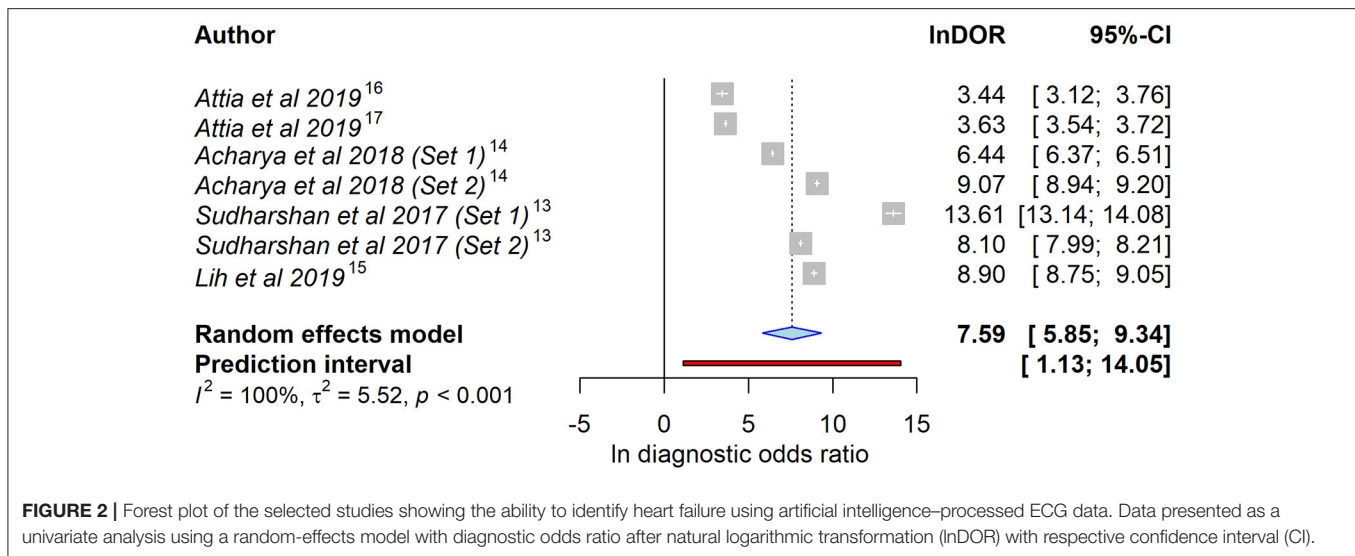 Author lnDOR 95%-CI
Attia et al 2019¹⁶ 3.44 [ 3.12; 3.76]
Attia et al 2019¹⁷ 3.63 [ 3.54; 3.72]
Acharya et al 2018 (Set 1)¹⁴ 6.44 [ 6.37; 6.51]
Acharya et al 2018 (Set 2)¹⁴ 9.07 [ 8.94; 9.20]
Sudharshan et al 2017 (Set 1)¹³ 13.61 [13.14; 14.08]
Sudharshan et al 2017 (Set 2)¹³ 8.10 [ 7.99; 8.21]
Lih et al 2019¹⁵ 8.90 [ 8.75; 9.05]
Random effects model 7.59 [ 5.85; 9.34]
Prediction interval [ 1.13; 14.05]
I² = 100%, τ² = 5.52, p < 0.001
-5 0 5 10 15
ln diagnostic odds ratio
FIGURE 2 | Forest plot of the selected studies showing the ability to identify heart failure using artificial intelligence–processed ECG data. Data presented as a
univariate analysis using a random-effects model with diagnostic odds ratio after natural logarithmic transformation (lnDOR) with respective confidence interval (CI).